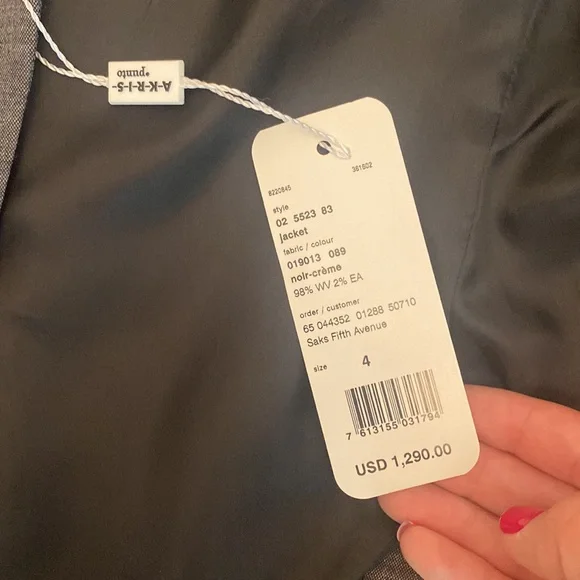 A-K-R-I-S-
•punto
8220845
381602
style
02 5523 83
jacket
fabric / colour
019013 089
noir-crème
98% WV 2% EA
order / customer
65 044352 01288 50710
Saks Fifth Avenue
size 4
7 613155 031794
USD 1,290.00